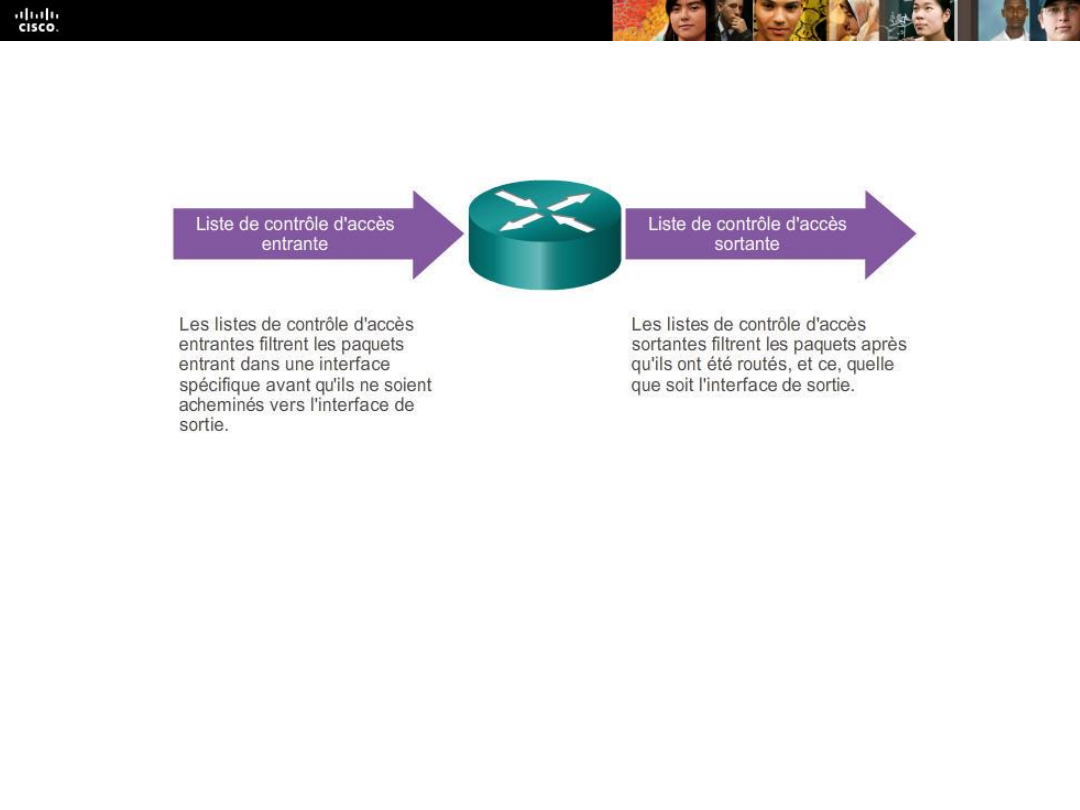 CISCO.
Liste de contrôle d'accès
entrante
Liste de contrôle d'accès
sortante
Les listes de contrôle d'accès
entrantes filtrent les paquets
entrant dans une interface
spécifique avant qu'ils ne soient
acheminés vers l'interface de
sortie.
Les listes de contrôle d'accès
sortantes filtrent les paquets après
qu'ils ont été routés, et ce, quelle
que soit l'interface de sortie.